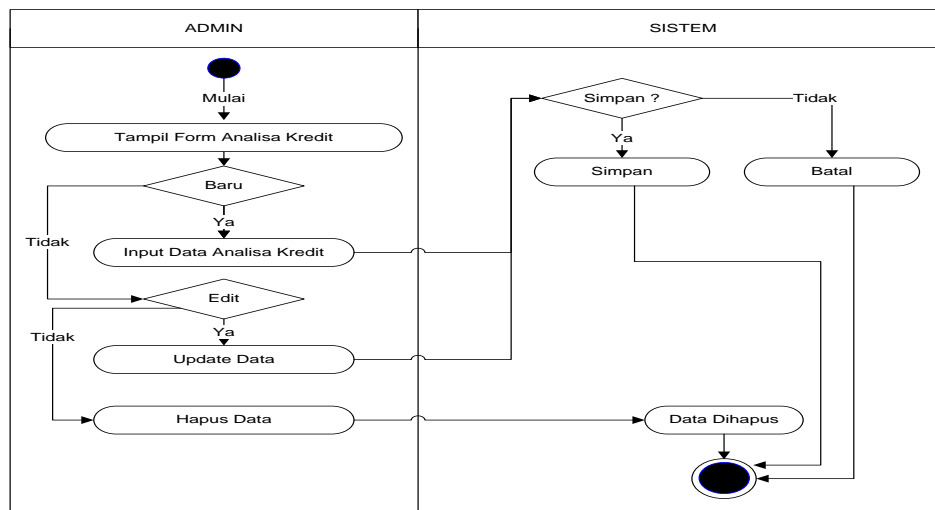 ADMIN
SISTEM
Mulai
Tampil Form Analisa Kredit
Baru
Ya
Tidak
Input Data Analisa Kredit
Edit
Ya
Tidak
Update Data
Hapus Data
Simpan ?
Tidak
Ya
Simpan
Batal
Data Dihapus